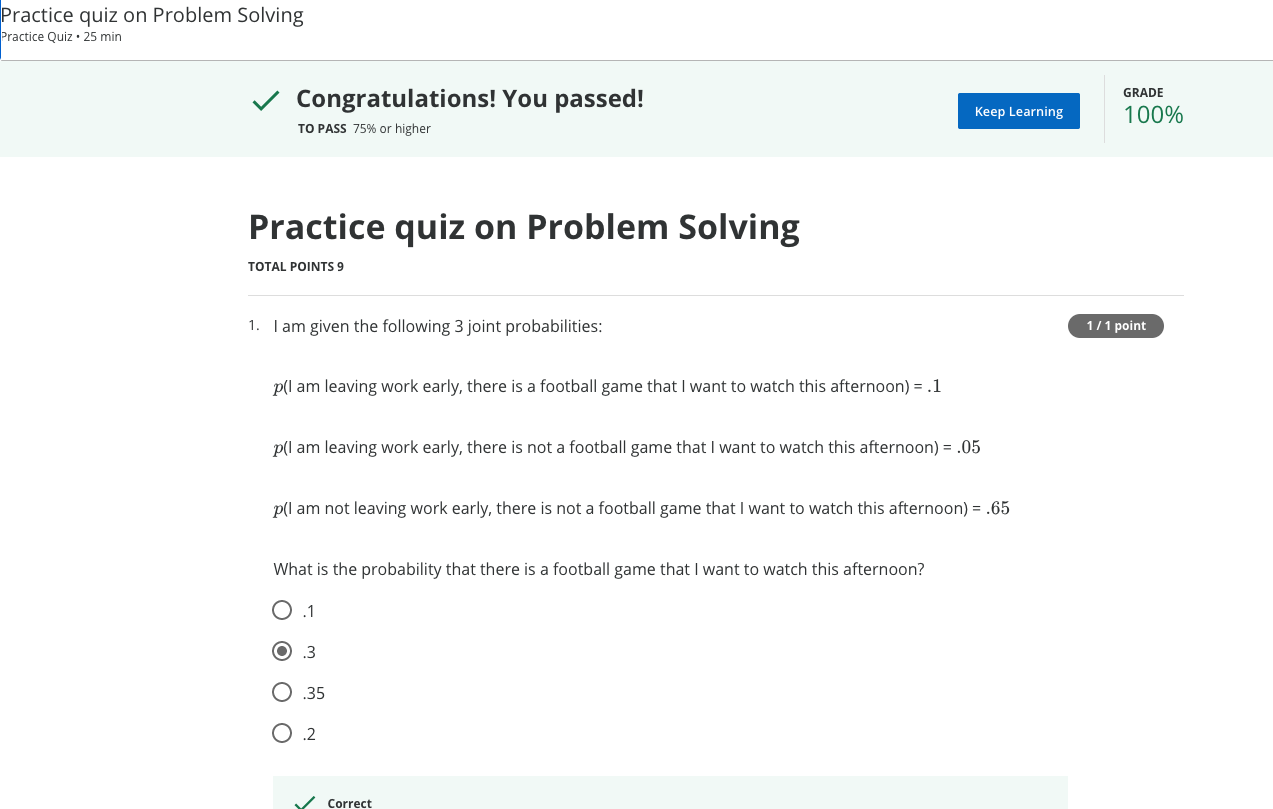 Practice quiz on Problem Solving
Practice Quiz • 25 min
Congratulations! You passed!
TO PASS 75% or higher
Keep Learning
GRADE
100%
Practice quiz on Problem Solving
TOTAL POINTS 9
1. I am given the following 3 joint probabilities:
1 / 1 point
p(I am leaving work early, there is a football game that I want to watch this afternoon) = .1
p(I am leaving work early, there is not a football game that I want to watch this afternoon) = .05
p(I am not leaving work early, there is not a football game that I want to watch this afternoon) = .65
What is the probability that there is a football game that I want to watch this afternoon?
.1
.3
.35
.2
Correct